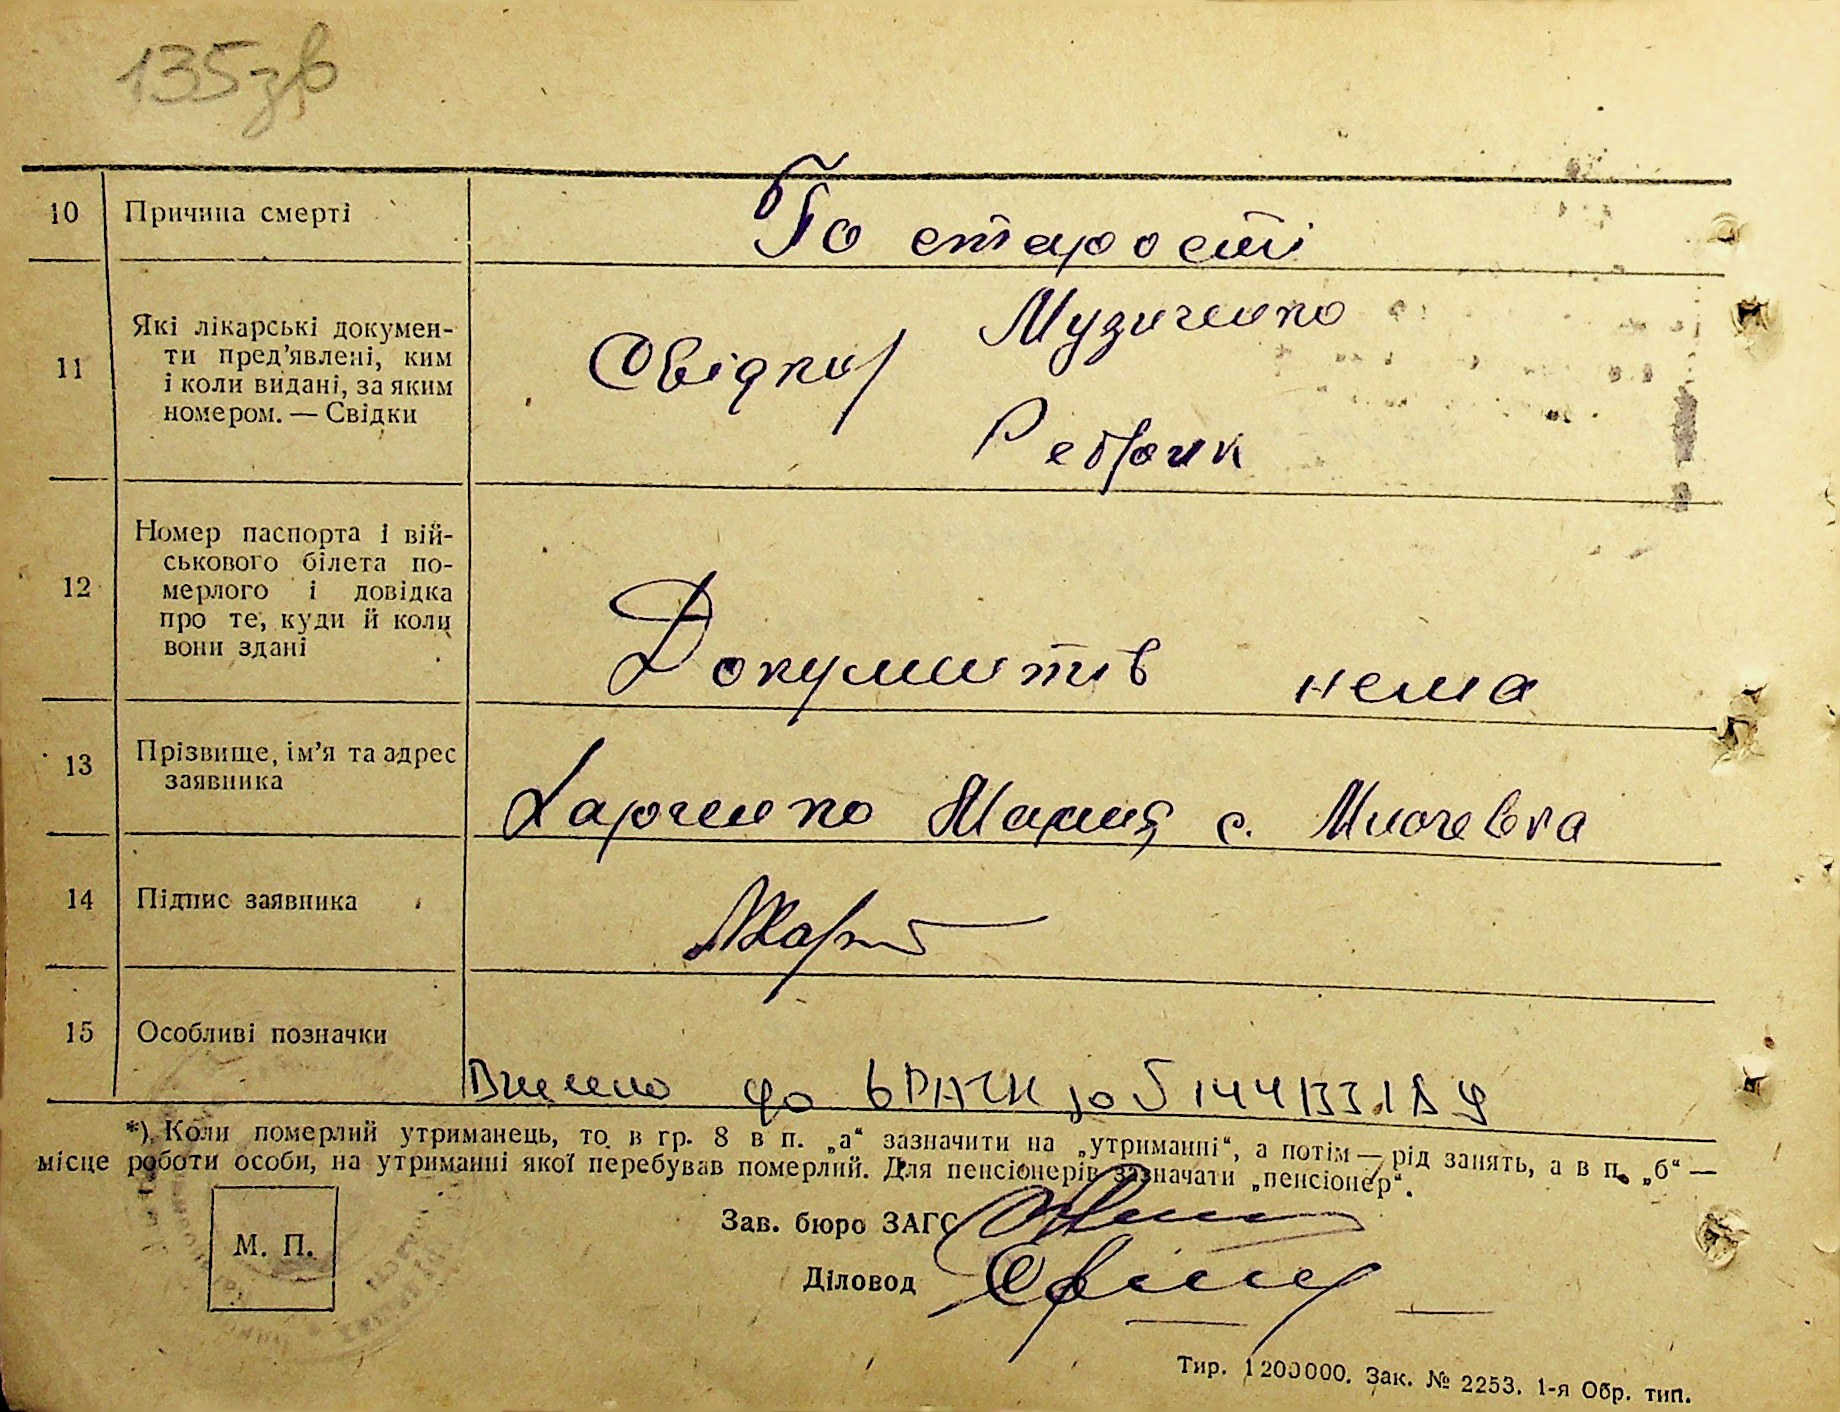 135зв
10 Причина смерті По старості
11 Які лікарські докумен-
ти пред’явлені, ким
і коли видані, за яким
номером. — Свідки
Свідки Музиченко
Ребрик
12 Номер паспорта і вій-
ськового білета по-
мерлого і довідка
про те, куди й коли
вони здані
Документів нема
13 Прізвище, ім’я та адрес
заявника
Харченко Мария с.
14 Підпис заявника
15 Особливі позначки
Внесено до
*) Коли померлий утриманець, то в гр. 8 в п. „а“ зазначити на „утриманні“, а потім — рід занять, а в п. „б“ —
місце роботи особи, на утриманні якої перебував померлий. Для пенсіонерів зазначати „пенсіонер“.
М. П.
Зав. бюро ЗАГС
Діловод
Тир. 1200000. Зак. № 2253. 1-я Обр. тип.